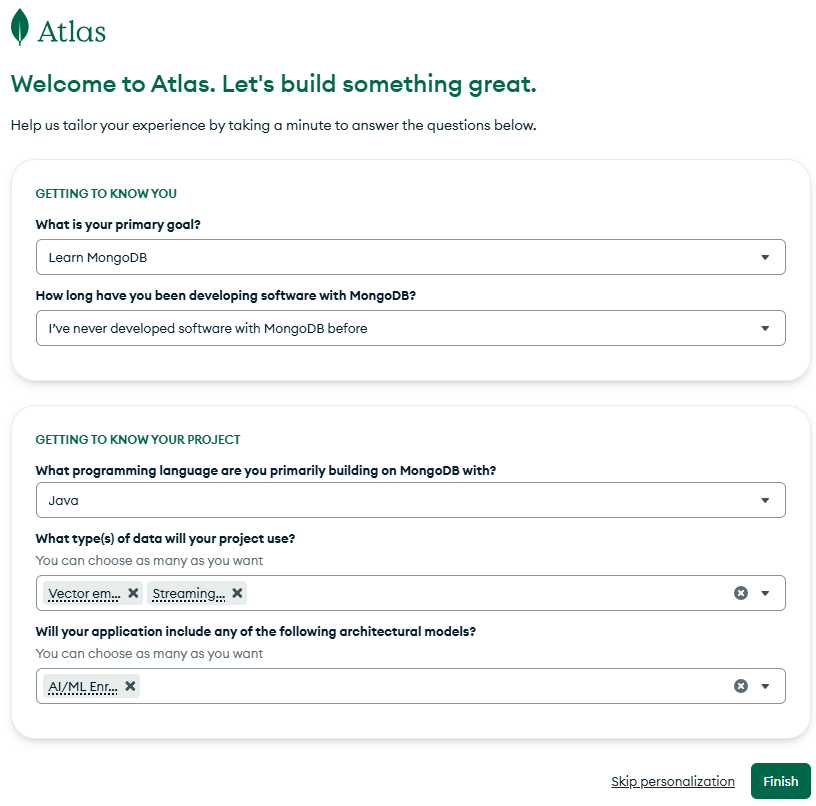 Atlas
Welcome to Atlas. Let's build something great.
Help us tailor your experience by taking a minute to answer the questions below.
GETTING TO KNOW YOU
What is your primary goal?
Learn MongoDB
How long have you been developing software with MongoDB?
I've never developed software with MongoDB before
GETTING TO KNOW YOUR PROJECT
What programming language are you primarily building on MongoDB with?
Java
What type(s) of data will your project use?
You can choose as many as you want
Vector em... Streaming...
Will your application include any of the following architectural models?
You can choose as many as you want
AI/ML Enr...
Skip personalization Finish